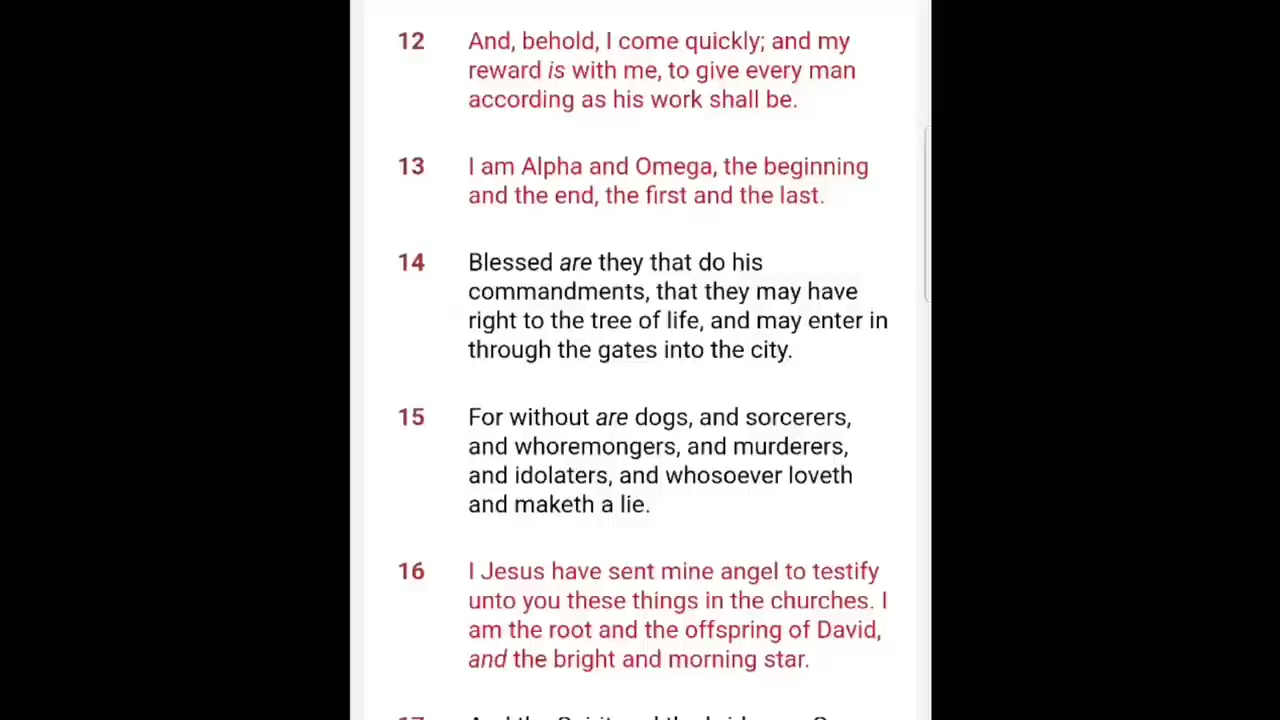 12 And, behold, I come quickly; and my
reward is with me, to give every man
according as his work shall be.
13 I am Alpha and Omega, the beginning
and the end, the first and the last.
14 Blessed are they that do his
commandments, that they may have
right to the tree of life, and may enter in
through the gates into the city.
15 For without are dogs, and sorcerers,
and whoremongers, and murderers,
and idolaters, and whosoever loveth
and maketh a lie.
16 I Jesus have sent mine angel to testify
unto you these things in the churches. I
am the root and the offspring of David,
and the bright and morning star.